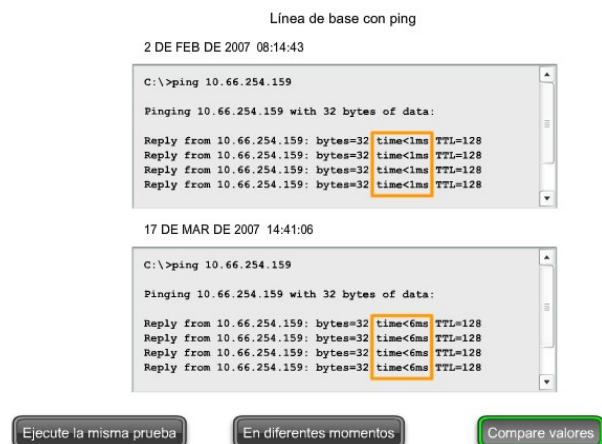 Línea de base con ping
2 DE FEB DE 2007 08:14:43
C:\>ping 10.66.254.159
Pinging 10.66.254.159 with 32 bytes of data:
Reply from 10.66.254.159: bytes=32 time<1ms TTL=128
Reply from 10.66.254.159: bytes=32 time<1ms TTL=128
Reply from 10.66.254.159: bytes=32 time<1ms TTL=128
Reply from 10.66.254.159: bytes=32 time<1ms TTL=128
17 DE MAR DE 2007 14:41:06
C:\>ping 10.66.254.159
Pinging 10.66.254.159 with 32 bytes of data:
Reply from 10.66.254.159: bytes=32 time<6ms TTL=128
Reply from 10.66.254.159: bytes=32 time<6ms TTL=128
Reply from 10.66.254.159: bytes=32 time<6ms TTL=128
Reply from 10.66.254.159: bytes=32 time<6ms TTL=128
Ejecute la misma prueba
En diferentes momentos
Compare valores